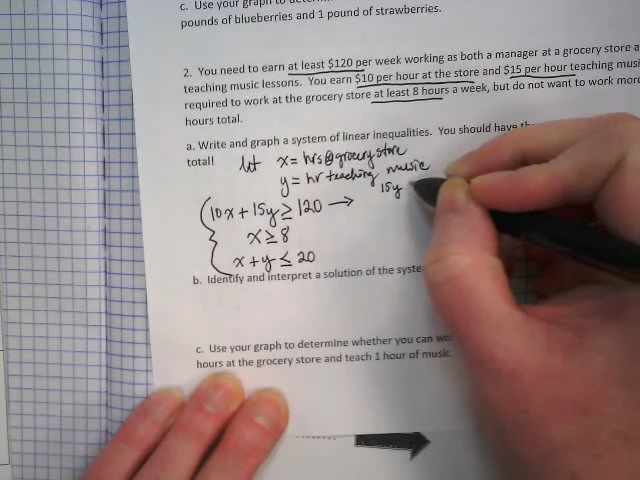 c. Use your graph to
pounds of blueberries and 1 pound of strawberries.
2. You need to earn at least $120 per week working as both a manager at a grocery store a
teaching music lessons. You earn $10 per hour at the store and $15 per hour teaching musi
required to work at the grocery store at least 8 hours a week, but do not want to work more
hours total.
a. Write and graph a system of linear inequalities. You should have
total!
let x = hrs @ grocery store
y = hr teaching music
10x + 15y ≥ 120 → 15y
x ≥ 8
x + y ≤ 20
b. Identify and interpret a solution of the syste
c. Use your graph to determine whether you can wo
hours at the grocery store and teach 1 hour of music.